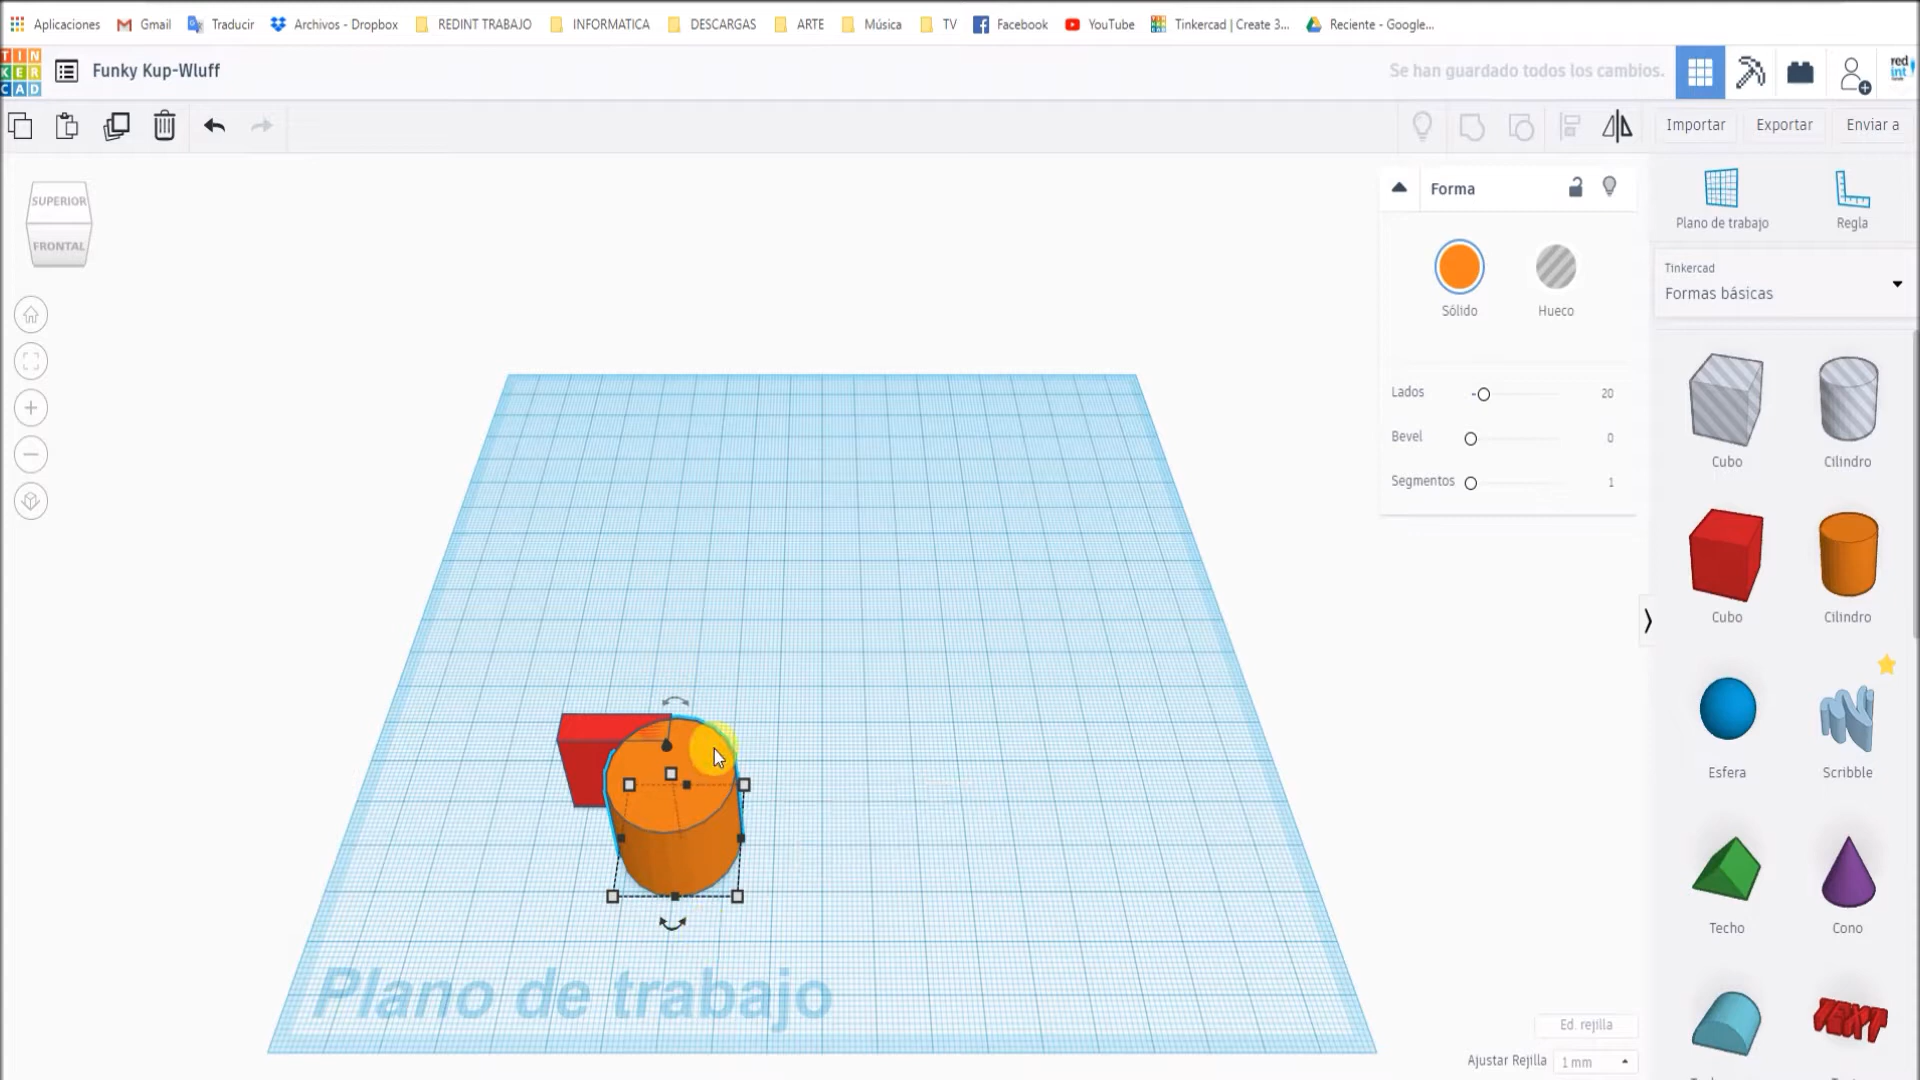 Aplicaciones Gmail Traducir Archivos - Dropbox REDINT TRABAJO INFORMATICA DESCARGAS ARTE Música TV Facebook YouTube Tinkercad | Create 3... Reciente - Google...
TIN
KER
CAD
Funky Kup-Wluff
Se han guardado todos los cambios.
red
int
Importar Exportar Enviar a
SUPERIOR
FRONTAL
Forma
Sólido Hueco
Lados 20
Bevel 0
Segmentos 1
Plano de trabajo Regla
Tinkercad
Formas básicas
Cubo Cilindro
Cubo Cilindro
Esfera Scribble
Techo Cono
TEXT
Plano de trabajo
Ed. rejilla
Ajustar Rejilla 1 mm